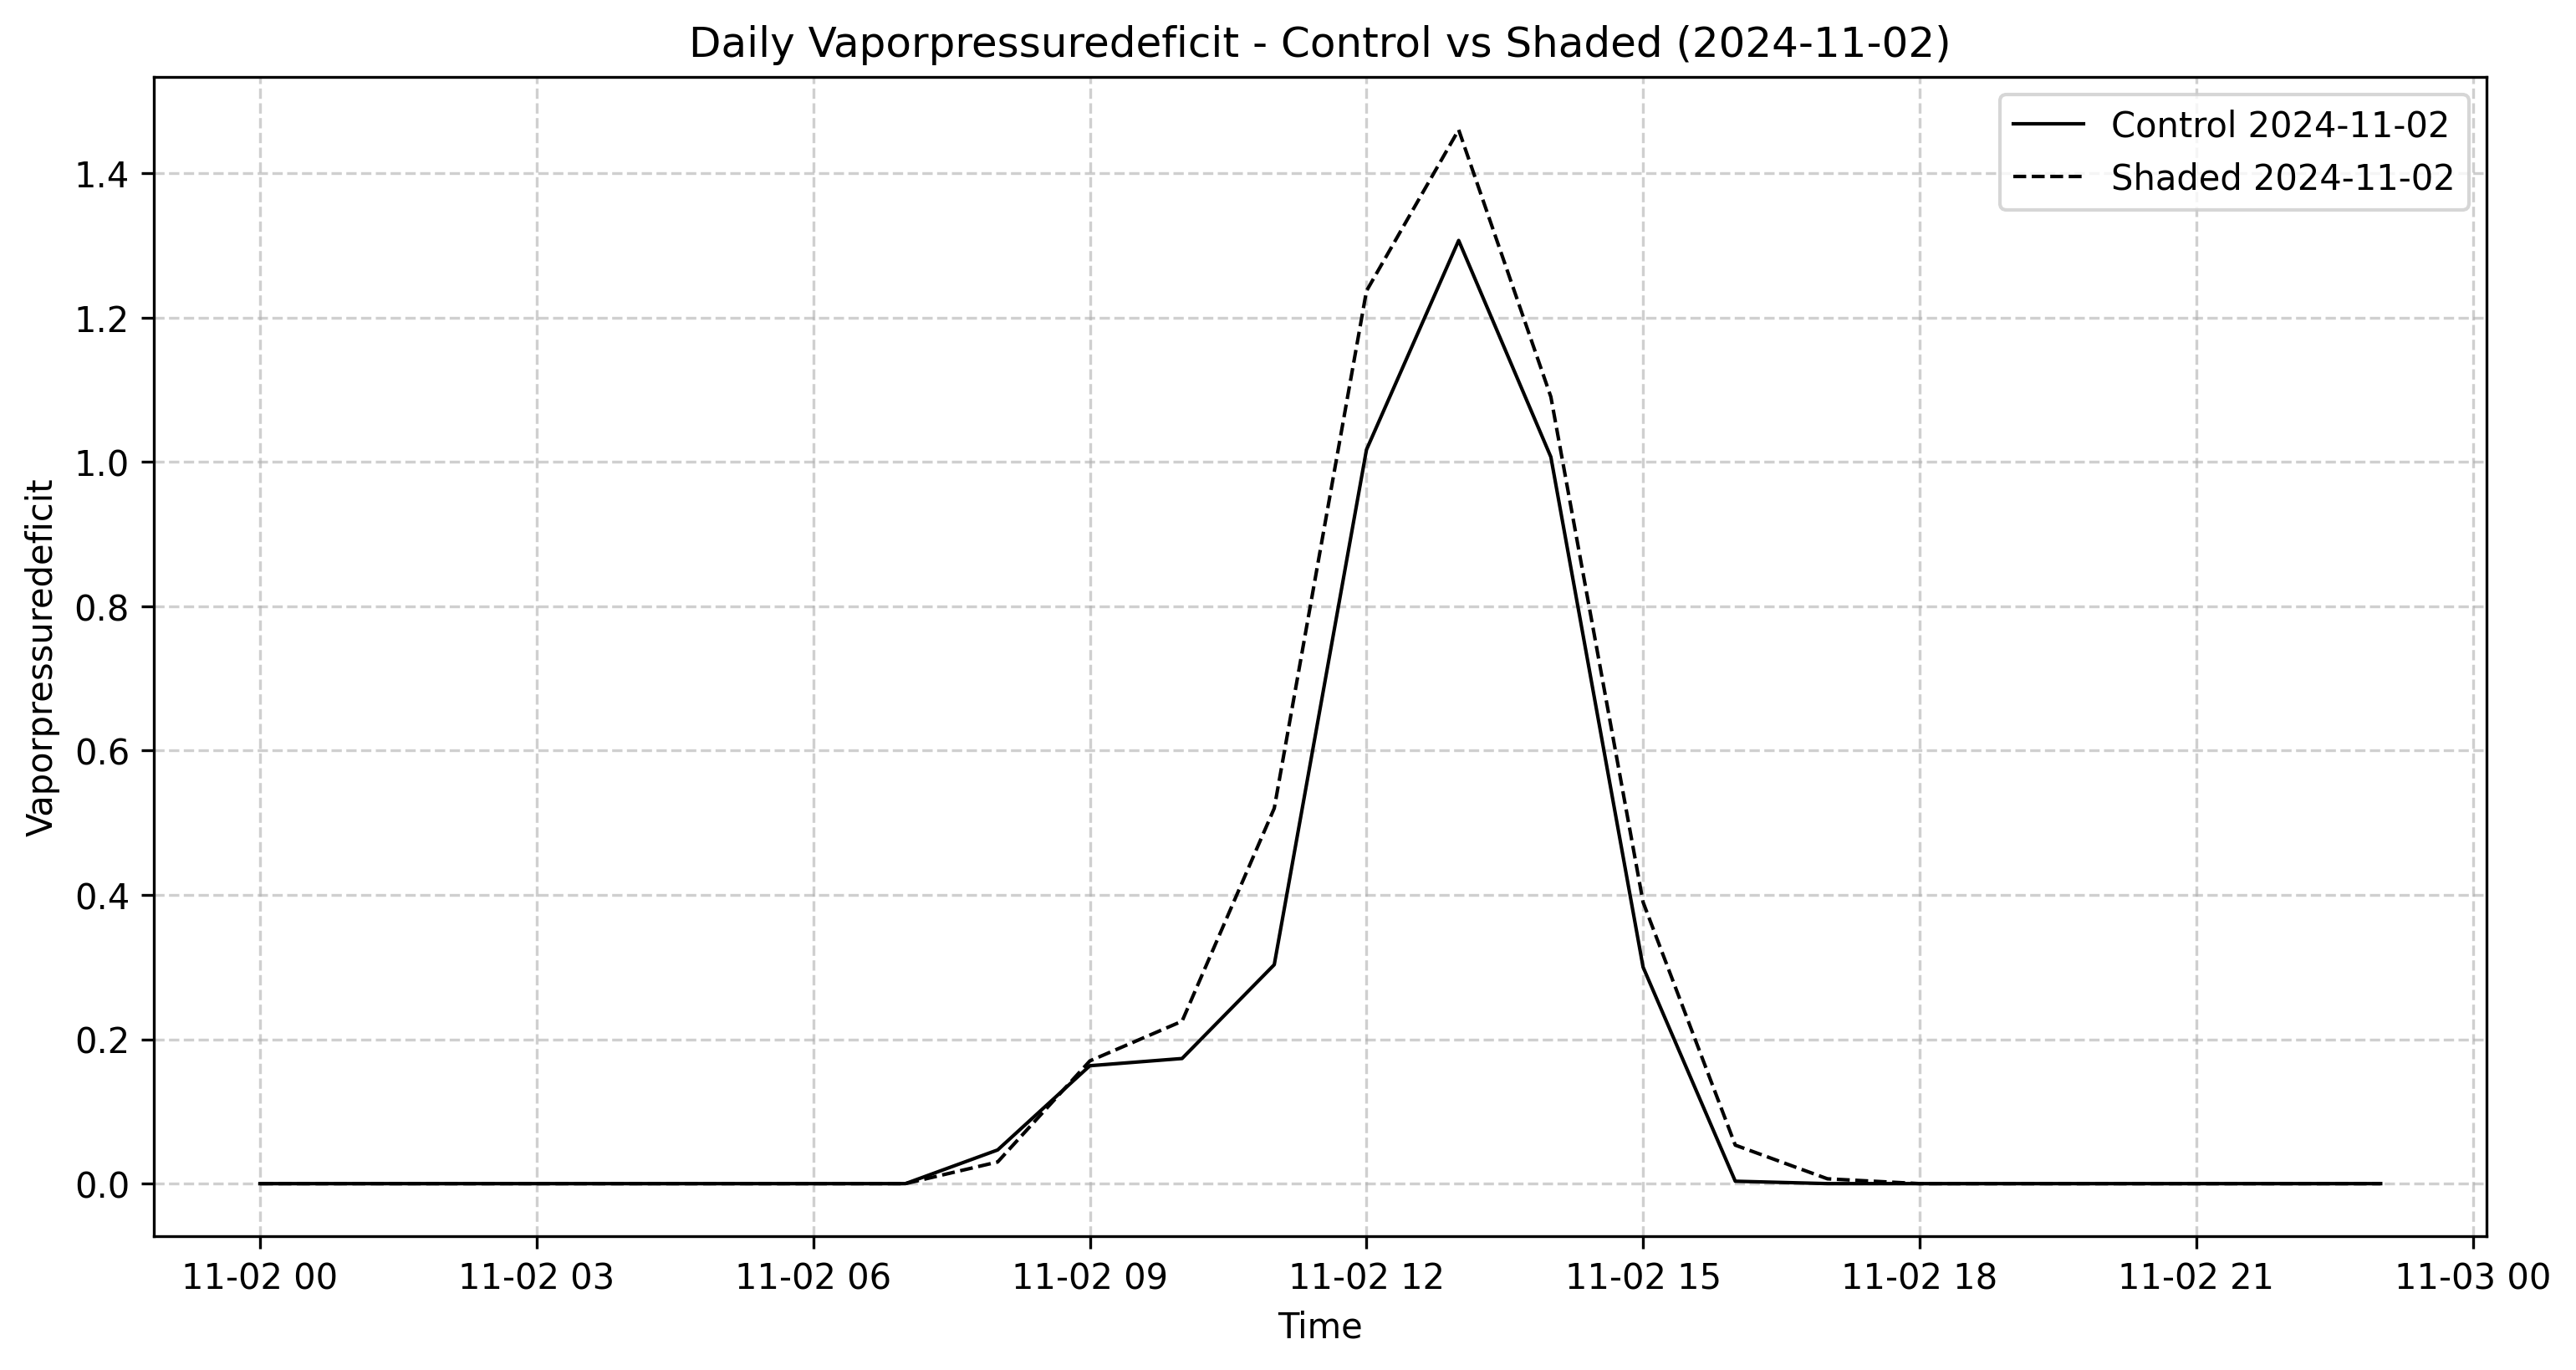 Daily Vaporpressuredeficit - Control vs Shaded (2024-11-02)
Control 2024-11-02
Shaded 2024-11-02
Vaporpressuredeficit
1.4
1.2
1.0
0.8
0.6
0.4
0.2
0.0
11-02 00 11-02 03 11-02 06 11-02 09 11-02 12 11-02 15 11-02 18 11-02 21 11-03 00
Time